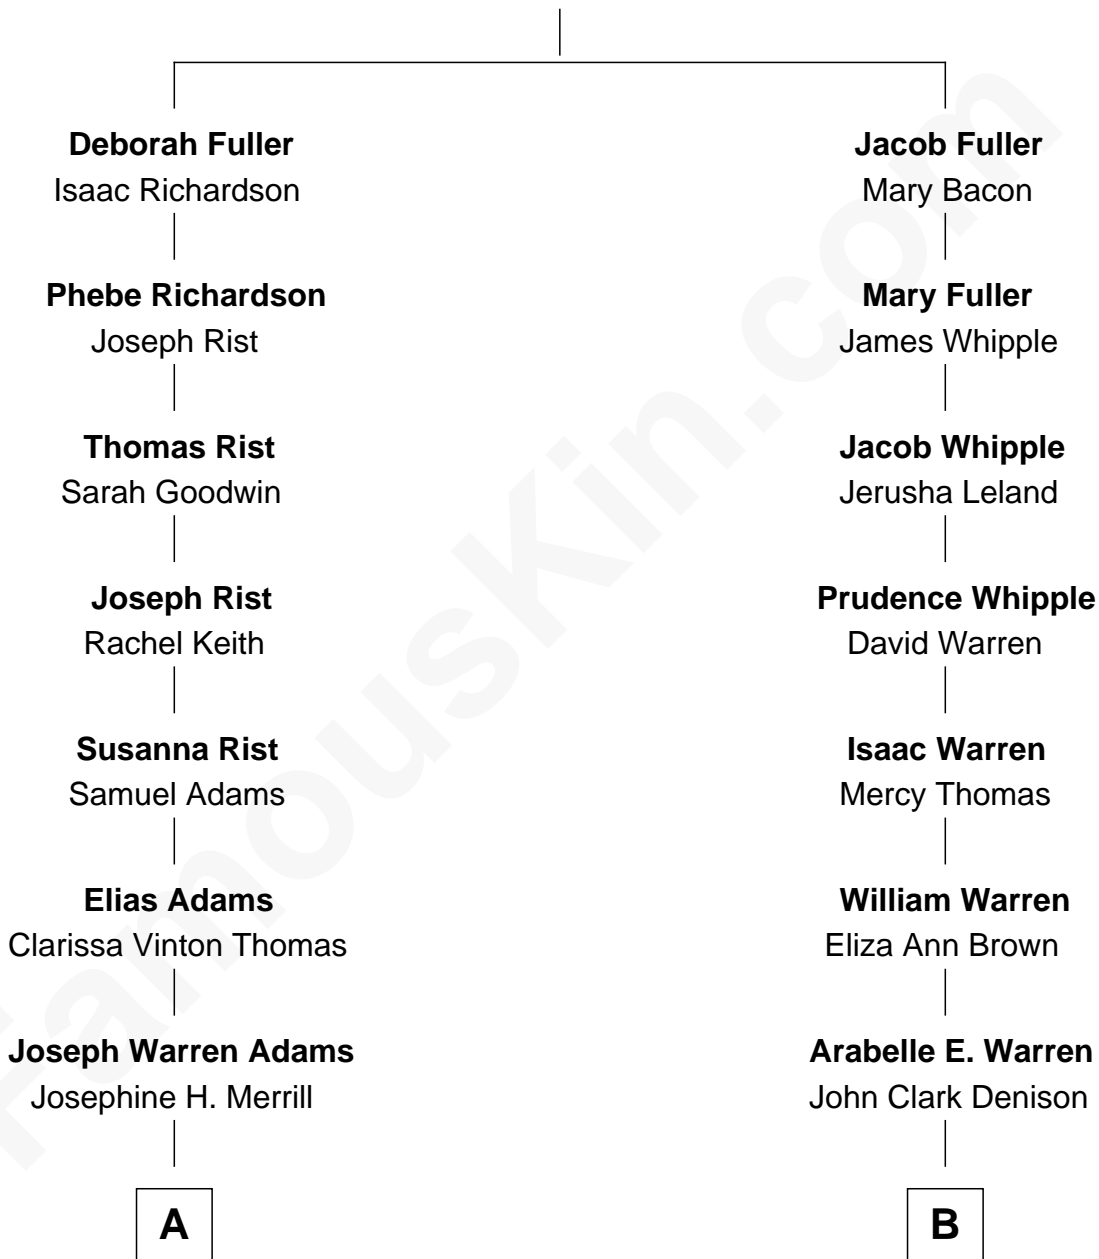 Deborah Fuller
Isaac Richardson
Phebe Richardson
Joseph Rist
Thomas Rist
Sarah Goodwin
Joseph Rist
Rachel Keith
Susanna Rist
Samuel Adams
Elias Adams
Clarissa Vinton Thomas
Joseph Warren Adams
Josephine H. Merrill
A
Jacob Fuller
Mary Bacon
Mary Fuller
James Whipple
Jacob Whipple
Jerusha Leland
Prudence Whipple
David Warren
Isaac Warren
Mercy Thomas
William Warren
Eliza Ann Brown
Arabelle E. Warren
John Clark Denison
B
FamousKin.com